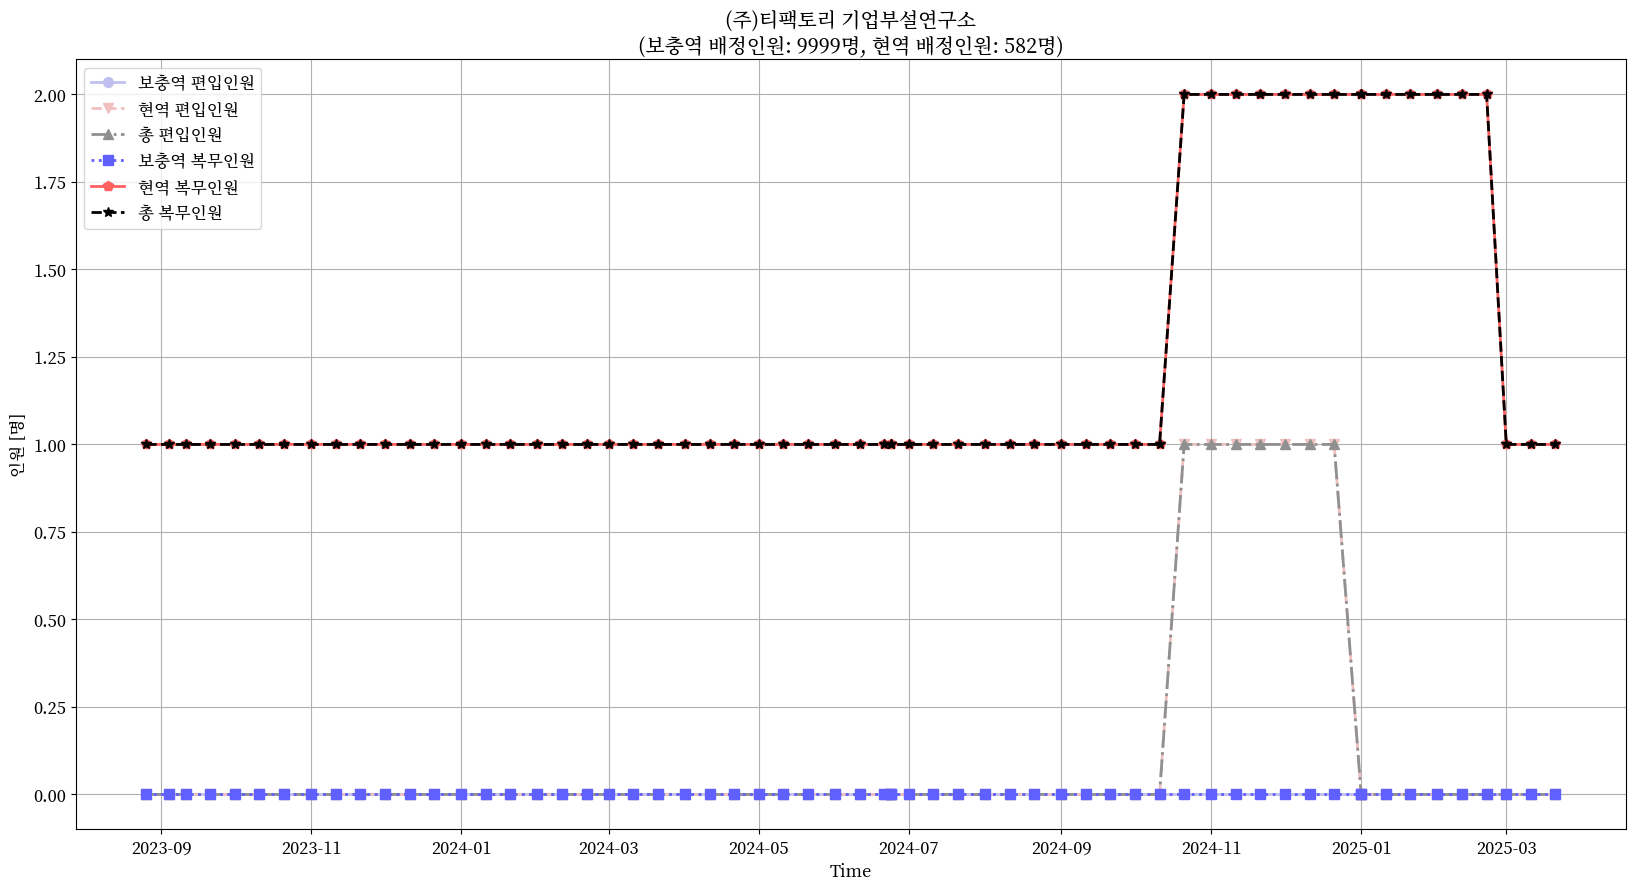 (주)티팩토리 기업부설연구소
(보충역 배정인원: 9999명, 현역 배정인원: 582명)
보충역 편입인원
현역 편입인원
총 편입인원
보충역 복무인원
현역 복무인원
총 복무인원
2.00
1.75
1.50
1.25
1.00
0.75
0.50
0.25
0.00
인원 [명]
2023-09
2023-11
2024-01
2024-03
2024-05
2024-07
2024-09
2024-11
2025-01
2025-03
Time